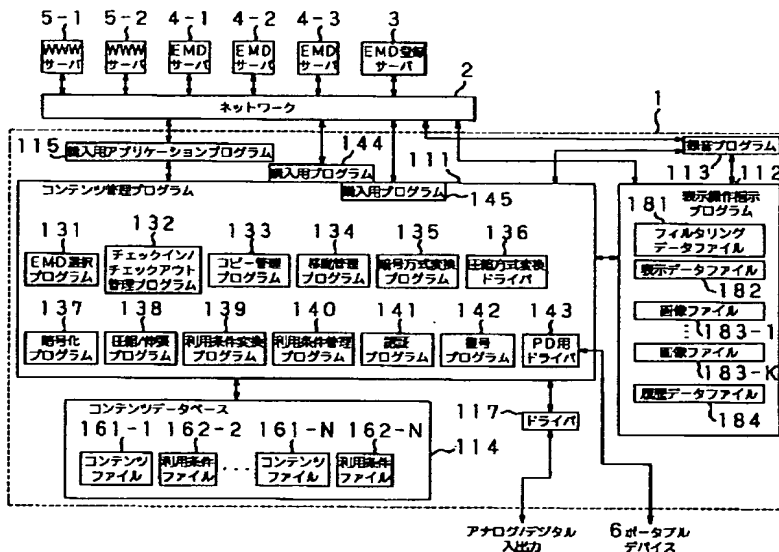 5-1 5-2 4-1 4-2 4-3 3
WWW
サーバ
WWW
サーバ
EMD
サーバ
EMD
サーバ
EMD
サーバ
EMD登録
サーバ
2
ネットワーク
1
115
購入用アプリケーションプログラム
144
購入用プログラム
111
購入用プログラム
145
録音プログラム
113
112
コンテンツ管理プログラム
131
EMD選択
プログラム
132
チェックイン/
チェックアウト
管理プログラム
133
コピー管理
プログラム
134
移動管理
プログラム
135
暗号方式変換
プログラム
136
圧縮方式変換
ドライバ
137
暗号化
プログラム
138
圧縮/伸張
プログラム
139
利用条件変換
プログラム
140
利用条件管理
プログラム
141
認証
プログラム
142
復号
プログラム
143
PD用
ドライバ
表示操作指示
プログラム
181
フィルタリング
データファイル
表示データファイル
182
画像ファイル
183-1
画像ファイル
183-K
履歴データファイル
184
コンテンツデータベース
114
161-1
コンテンツ
ファイル
162-2
利用条件
ファイル
...
161-N
コンテンツ
ファイル
162-N
利用条件
ファイル
117
ドライバ
アナログ/デジタル
入出力
6 ポータブル
デバイス